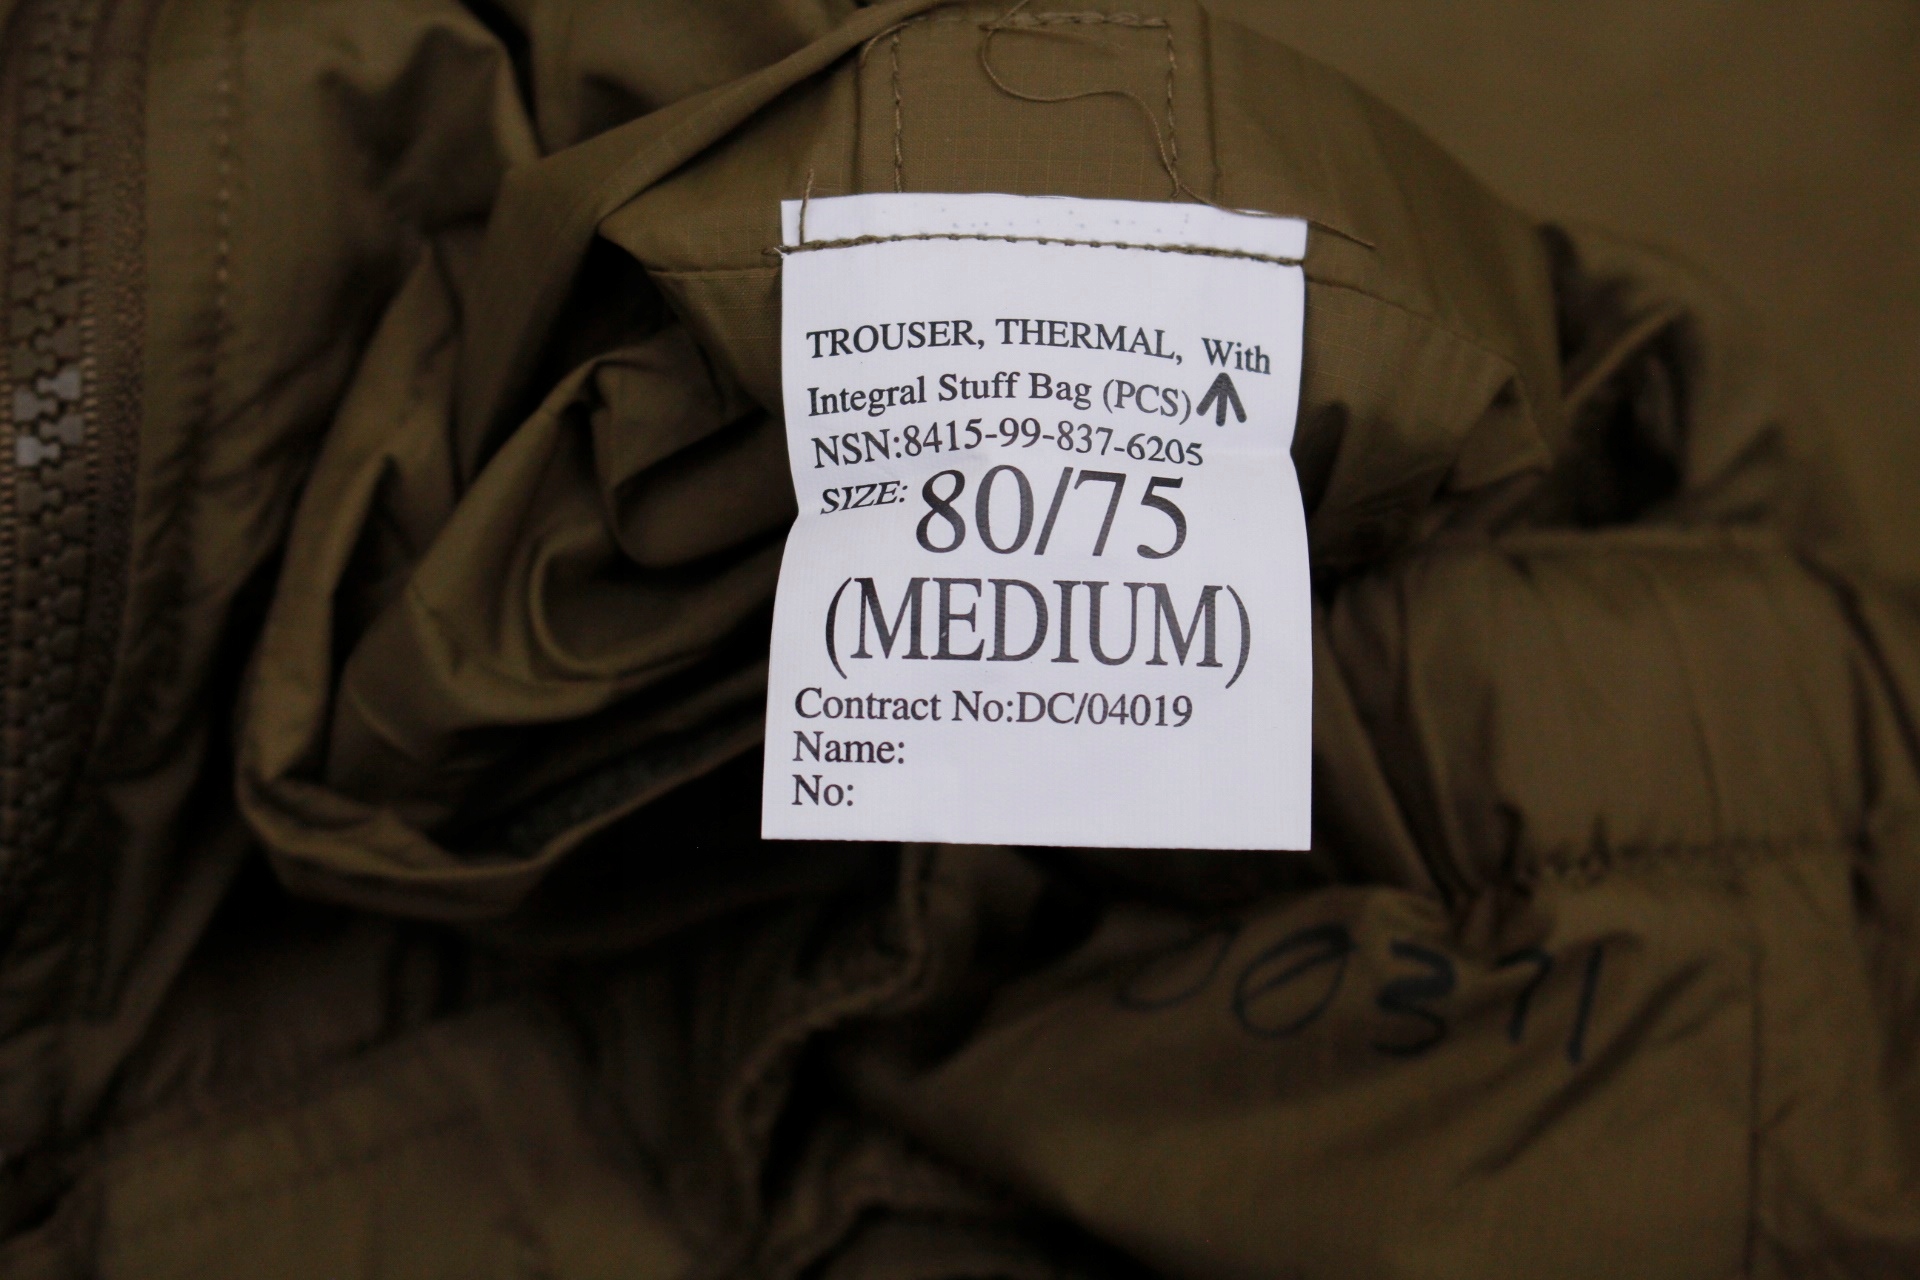 TROUSER, THERMAL, With
Integral Stuff Bag (PCS)
NSN:8415-99-837-6205
SIZE: 80/75
(MEDIUM)
Contract No:DC/04019
Name:
No: